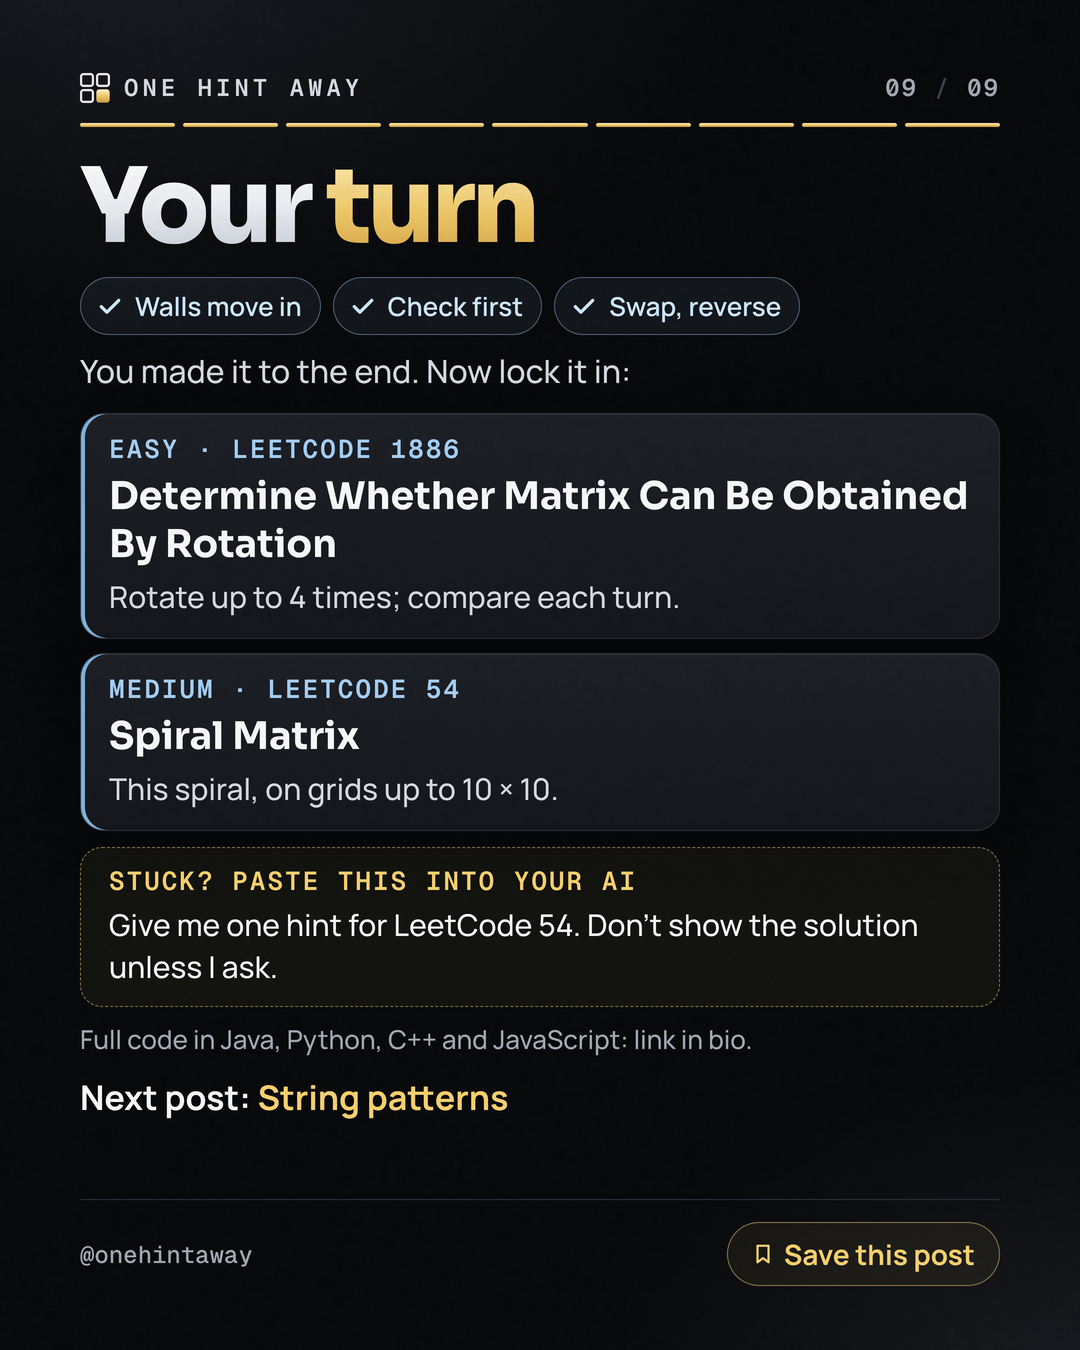 ONE HINT AWAY
09 / 09
Your turn
✓ Walls move in
✓ Check first
✓ Swap, reverse
You made it to the end. Now lock it in:
EASY · LEETCODE 1886
Determine Whether Matrix Can Be Obtained
By Rotation
Rotate up to 4 times; compare each turn.
MEDIUM · LEETCODE 54
Spiral Matrix
This spiral, on grids up to 10 × 10.
STUCK? PASTE THIS INTO YOUR AI
Give me one hint for LeetCode 54. Don’t show the solution
unless I ask.
Full code in Java, Python, C++ and JavaScript: link in bio.
Next post: String patterns
@onehintaway
Save this post